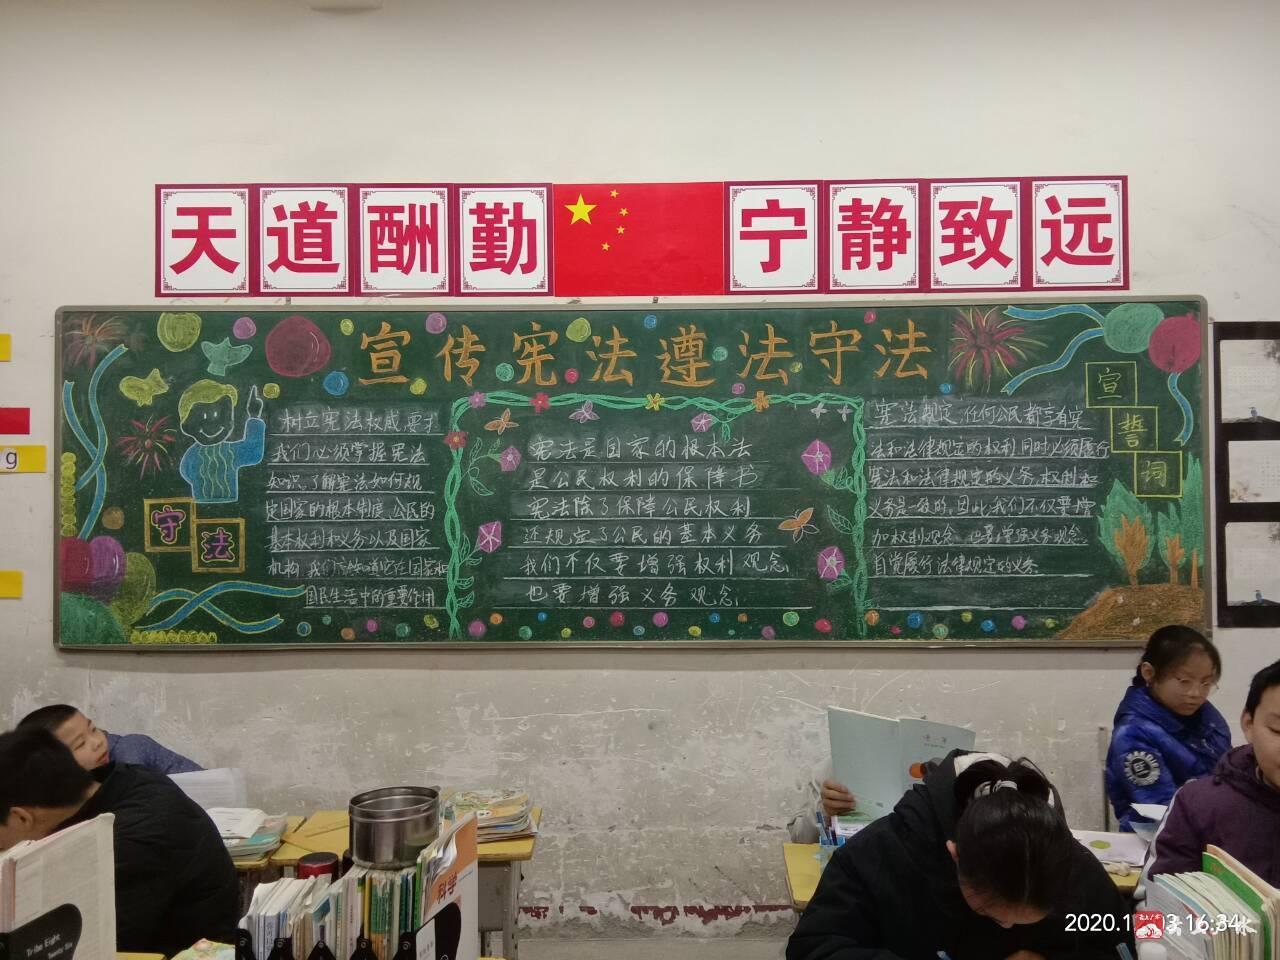 天道酬勤
宁静致远
宣传宪法遵法守法
守法
树立宪法权威,要求
我们必须掌握宪法
知识,了解宪法如何规
定国家的根本制度、公民的
基本权利和义务以及国家
机构
国民生活中的重要作用
宪法是国家的根本法
是公民权利的保障书
宪法除了保障公民权利
还规定了公民的基本义务
我们不仅要增强权利观念
也要增强义务观念
宪法规定,任何公民都享有宪
法和法律规定的权利,同时必须履行
宪法和法律规定的义务,权利和
义务是一致的,因此,我们不仅要增
加权利观念,也要增强义务观念,
自觉履行法律规定的义务
宣誓词
g
科学
Tribe Eight
2020.1
3 16:34